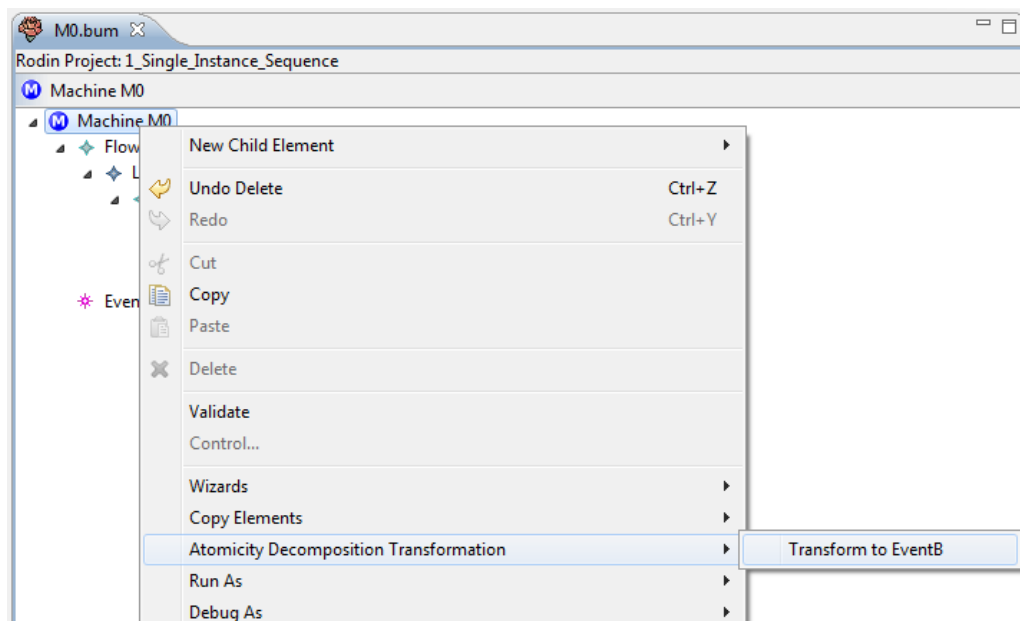 M0.bum
Rodin Project: 1_Single_Instance_Sequence
M Machine M0
M Machine M0
Flow
L
Even
New Child Element
Undo Delete Ctrl+Z
Redo Ctrl+Y
Cut
Copy
Paste
Delete
Validate
Control...
Wizards
Copy Elements
Atomicity Decomposition Transformation
Transform to EventB
Run As
Debug As